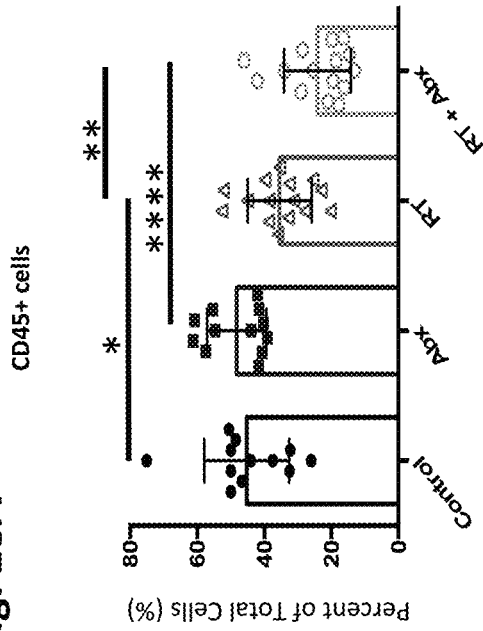 CD45+ cells
**
****
*
Percent of Total Cells (%)
80
60
40
20
0
Control
Abx
RT
RT + Abx